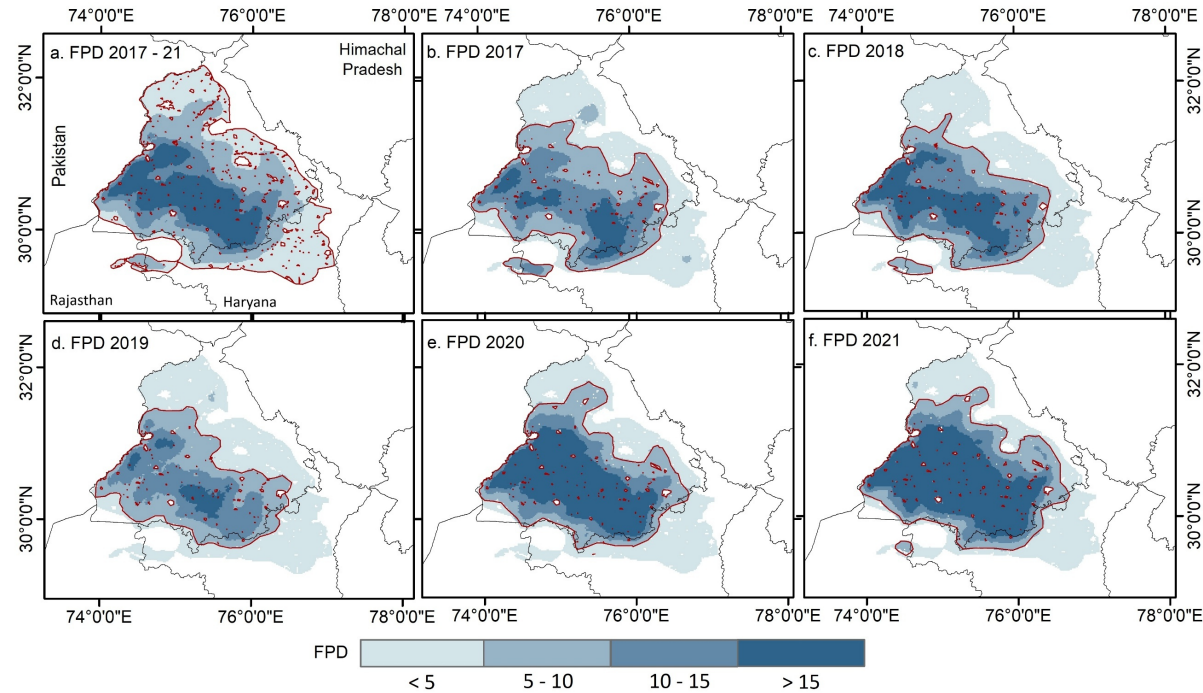 74°0'0"E 76°0'0"E 78°0'0"E 74°0'0"E 76°0'0"E 78°0'0"E 74°0'0"E 76°0'0"E 78°0'0"E
a. FPD 2017 - 21
Himachal
Pradesh
b. FPD 2017
c. FPD 2018
32°0'0"N
32°0'0"N
Pakistan
30°0'0"N
30°0'0"N
Rajasthan
Haryana
d. FPD 2019
e. FPD 2020
f. FPD 2021
32°0'0"N
32°0'0"N
30°0'0"N
30°0'0"N
74°0'0"E 76°0'0"E 78°0'0"E 74°0'0"E 76°0'0"E 78°0'0"E 74°0'0"E 76°0'0"E 78°0'0"E
FPD
< 5 5 - 10 10 - 15 > 15